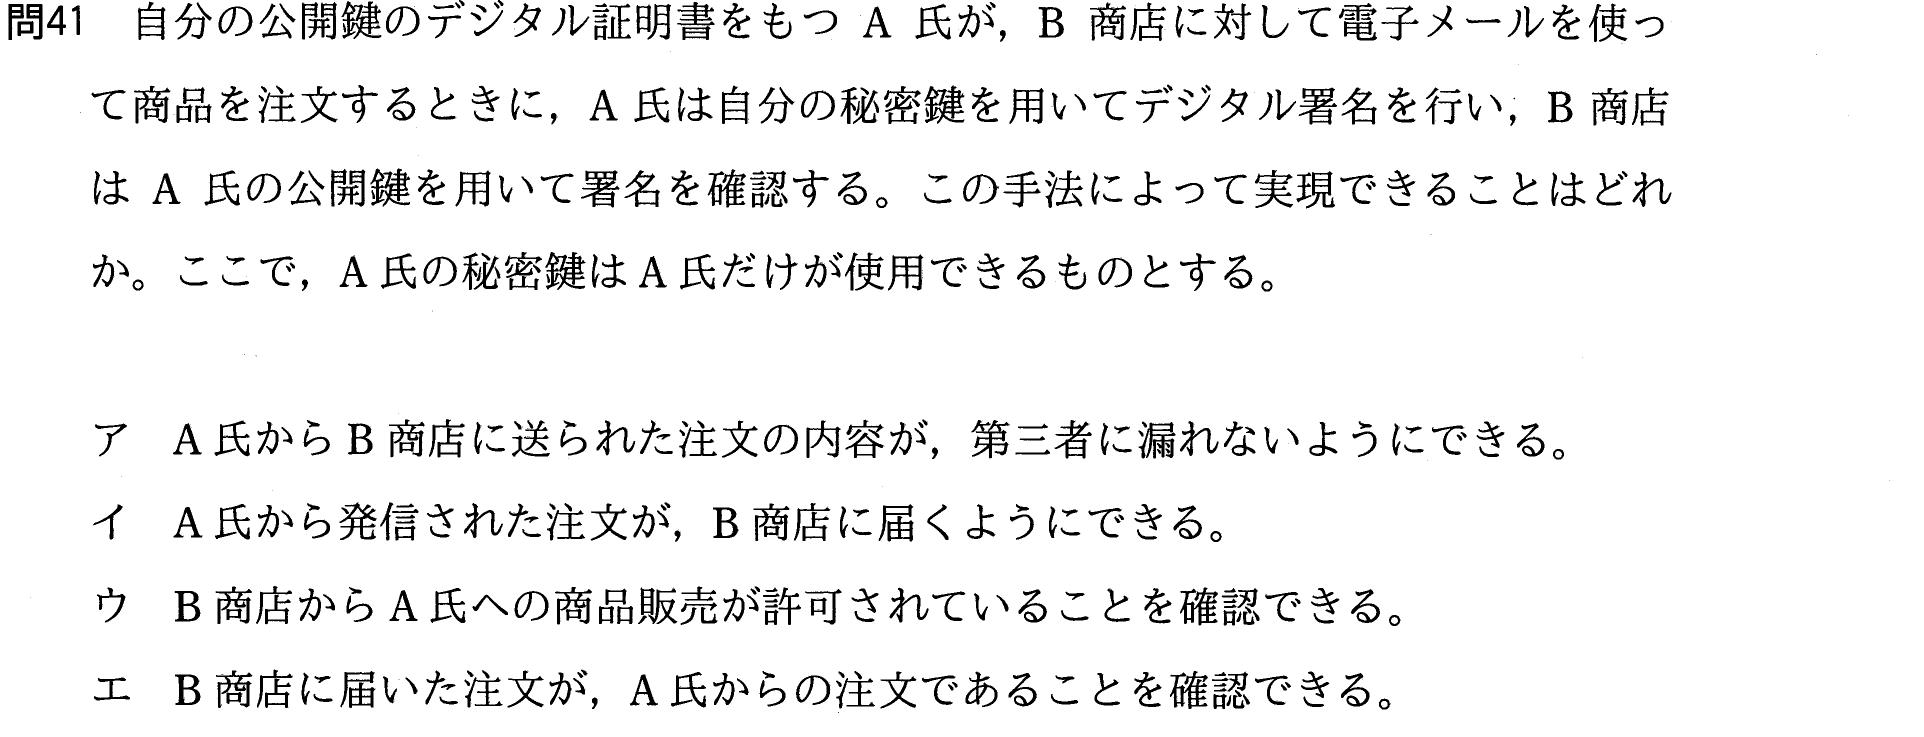 問41　自分の公開鍵のデジタル証明書をもつ A 氏が，B 商店に対して電子メールを使っ
て商品を注文するときに，A 氏は自分の秘密鍵を用いてデジタル署名を行い，B 商店
は A 氏の公開鍵を用いて署名を確認する。この手法によって実現できることはどれ
か。ここで，A 氏の秘密鍵は A 氏だけが使用できるものとする。
ア　A 氏から B 商店に送られた注文の内容が，第三者に漏れないようにできる。
イ　A 氏から発信された注文が，B 商店に届くようにできる。
ウ　B 商店から A 氏への商品販売が許可されていることを確認できる。
エ　B 商店に届いた注文が，A 氏からの注文であることを確認できる。